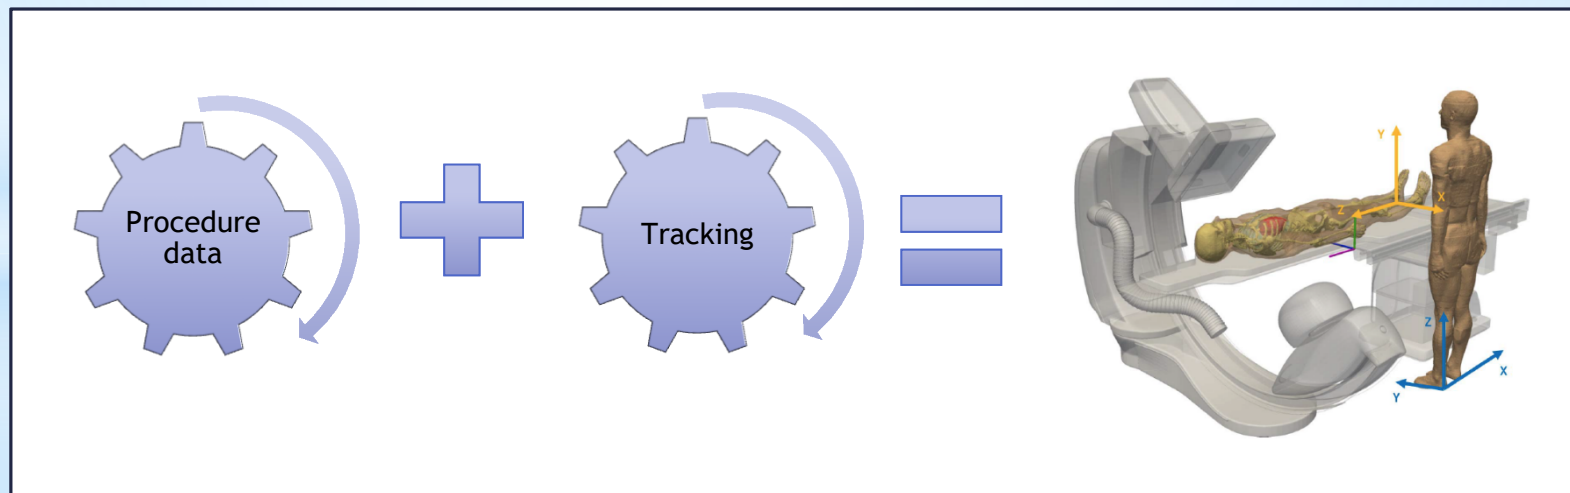 Procedure
data
Tracking
Y
X
Z
Z
X
Y